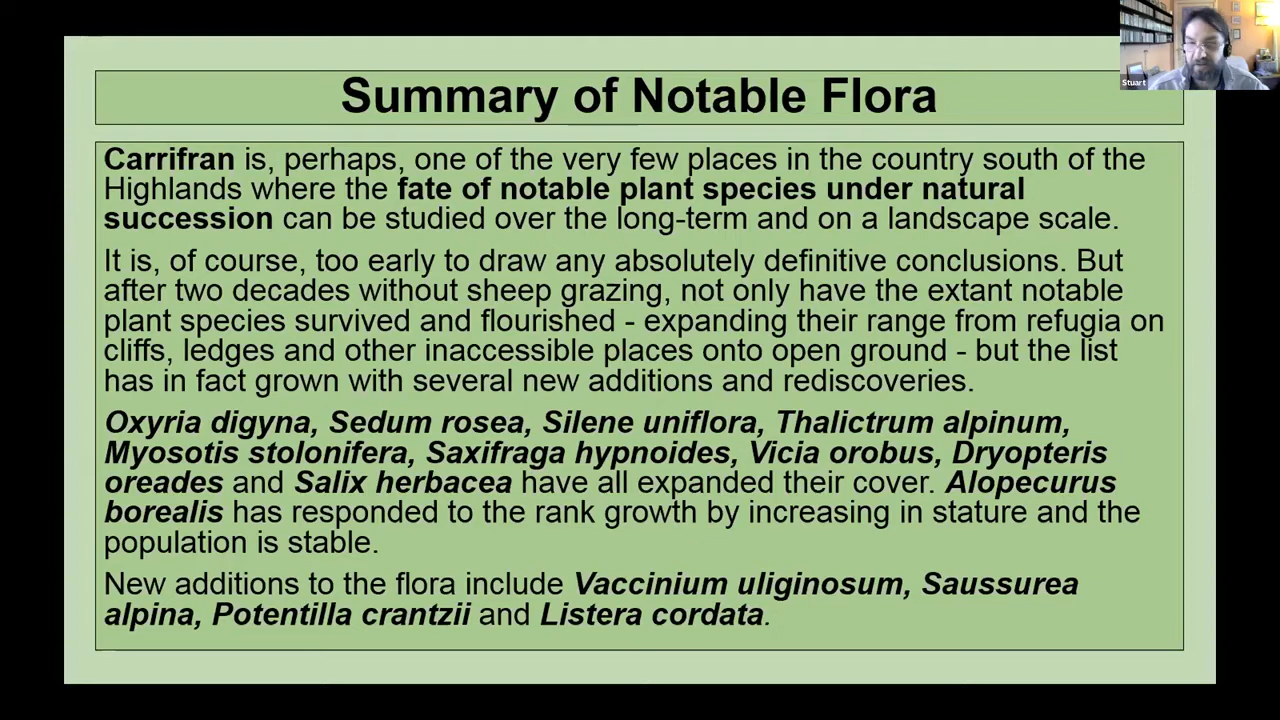 Summary of Notable Flora
Stuart
Carrifran is, perhaps, one of the very few places in the country south of the
Highlands where the fate of notable plant species under natural
succession can be studied over the long-term and on a landscape scale.
It is, of course, too early to draw any absolutely definitive conclusions. But
after two decades without sheep grazing, not only have the extant notable
plant species survived and flourished - expanding their range from refugia on
cliffs, ledges and other inaccessible places onto open ground - but the list
has in fact grown with several new additions and rediscoveries.
Oxyria digyna, Sedum rosea, Silene uniflora, Thalictrum alpinum,
Myosotis stolonifera, Saxifraga hypnoides, Vicia orobus, Dryopteris
oreades and Salix herbacea have all expanded their cover. Alopecurus
borealis has responded to the rank growth by increasing in stature and the
population is stable.
New additions to the flora include Vaccinium uliginosum, Saussurea
alpina, Potentilla crantzii and Listera cordata.